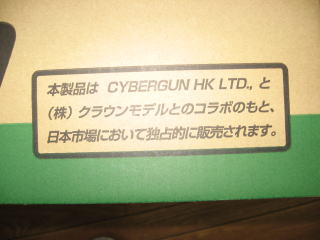 本製品は CYBERGUN HK LTD., と
(株) クラウンモデルとのコラボのもと、
日本市場において独占的に販売されます。